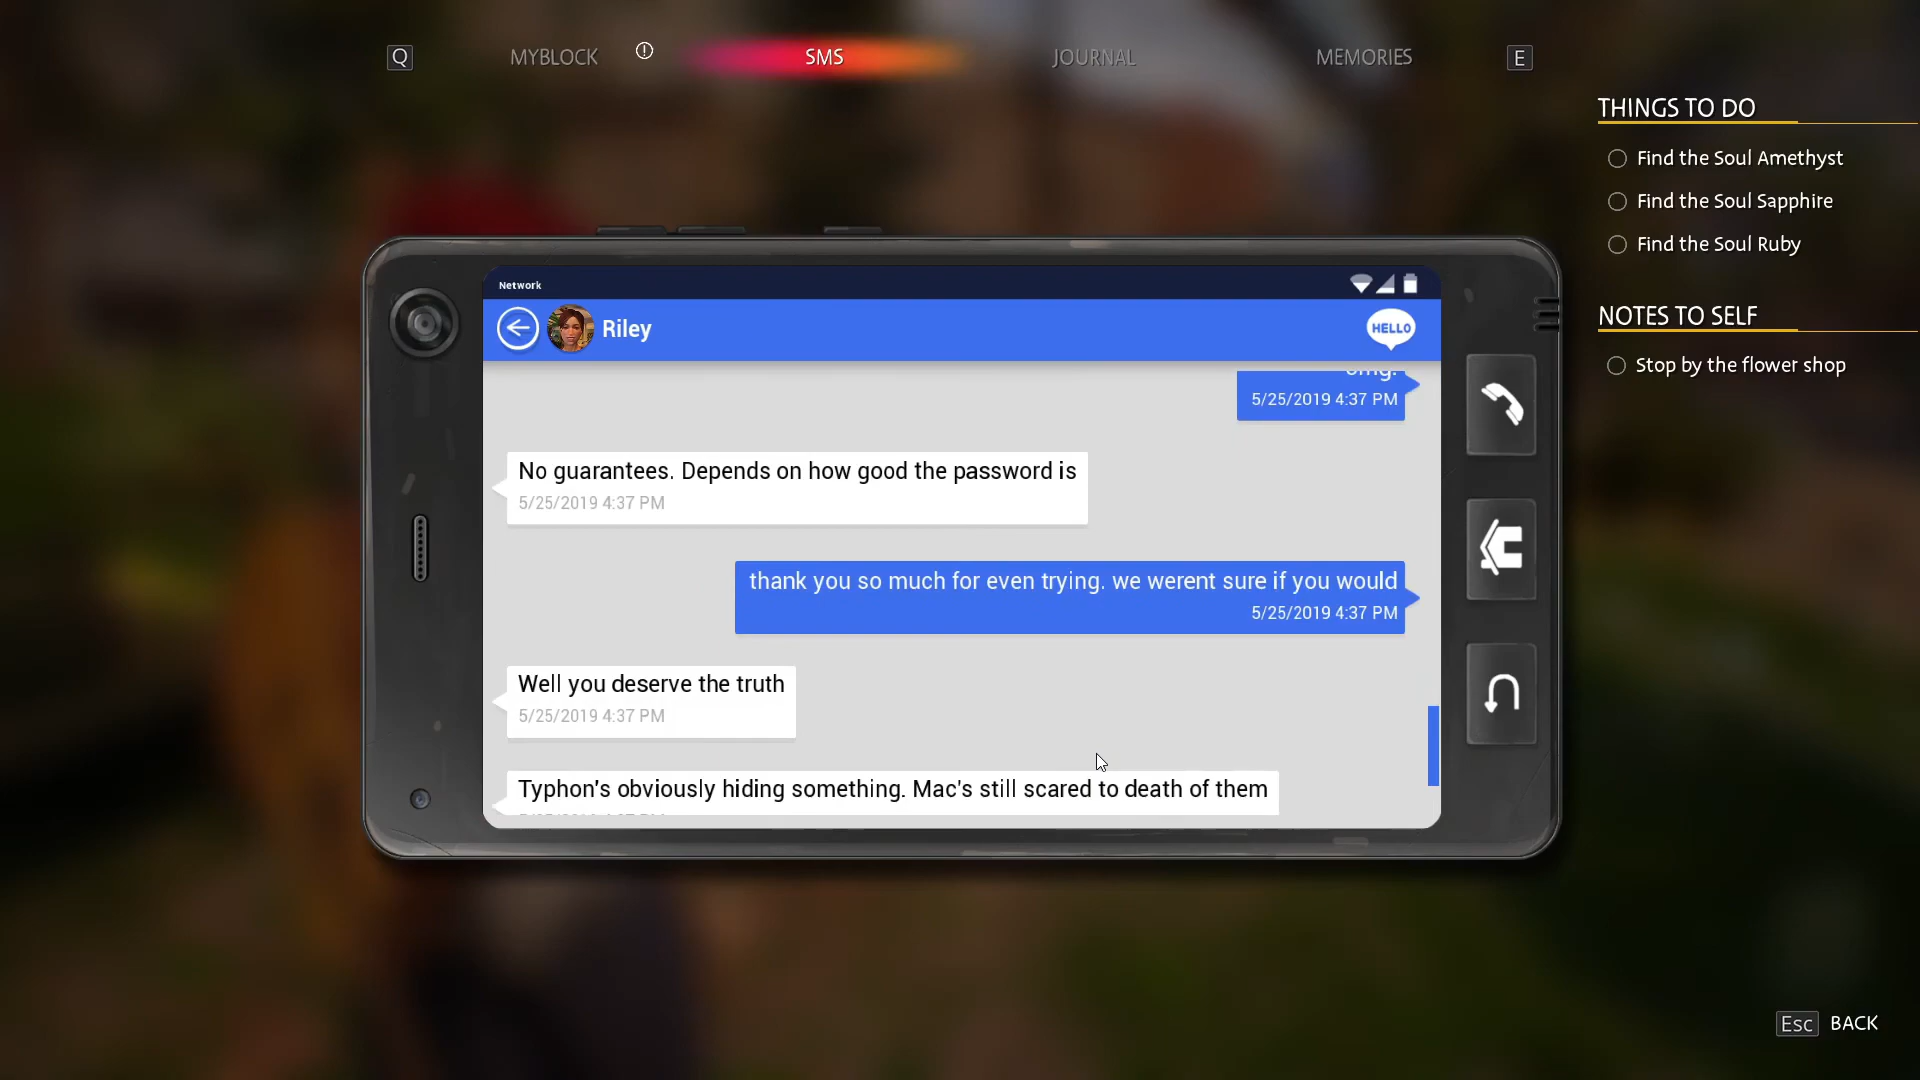 Q
MYBLOCK
SMS
JOURNAL
MEMORIES
E
THINGS TO DO
Find the Soul Amethyst
Find the Soul Sapphire
Find the Soul Ruby
NOTES TO SELF
Stop by the flower shop
Network
Riley
HELLO
5/25/2019 4:37 PM
No guarantees. Depends on how good the password is
5/25/2019 4:37 PM
thank you so much for even trying. we werent sure if you would
5/25/2019 4:37 PM
Well you deserve the truth
5/25/2019 4:37 PM
Typhon's obviously hiding something. Mac's still scared to death of them
Esc BACK